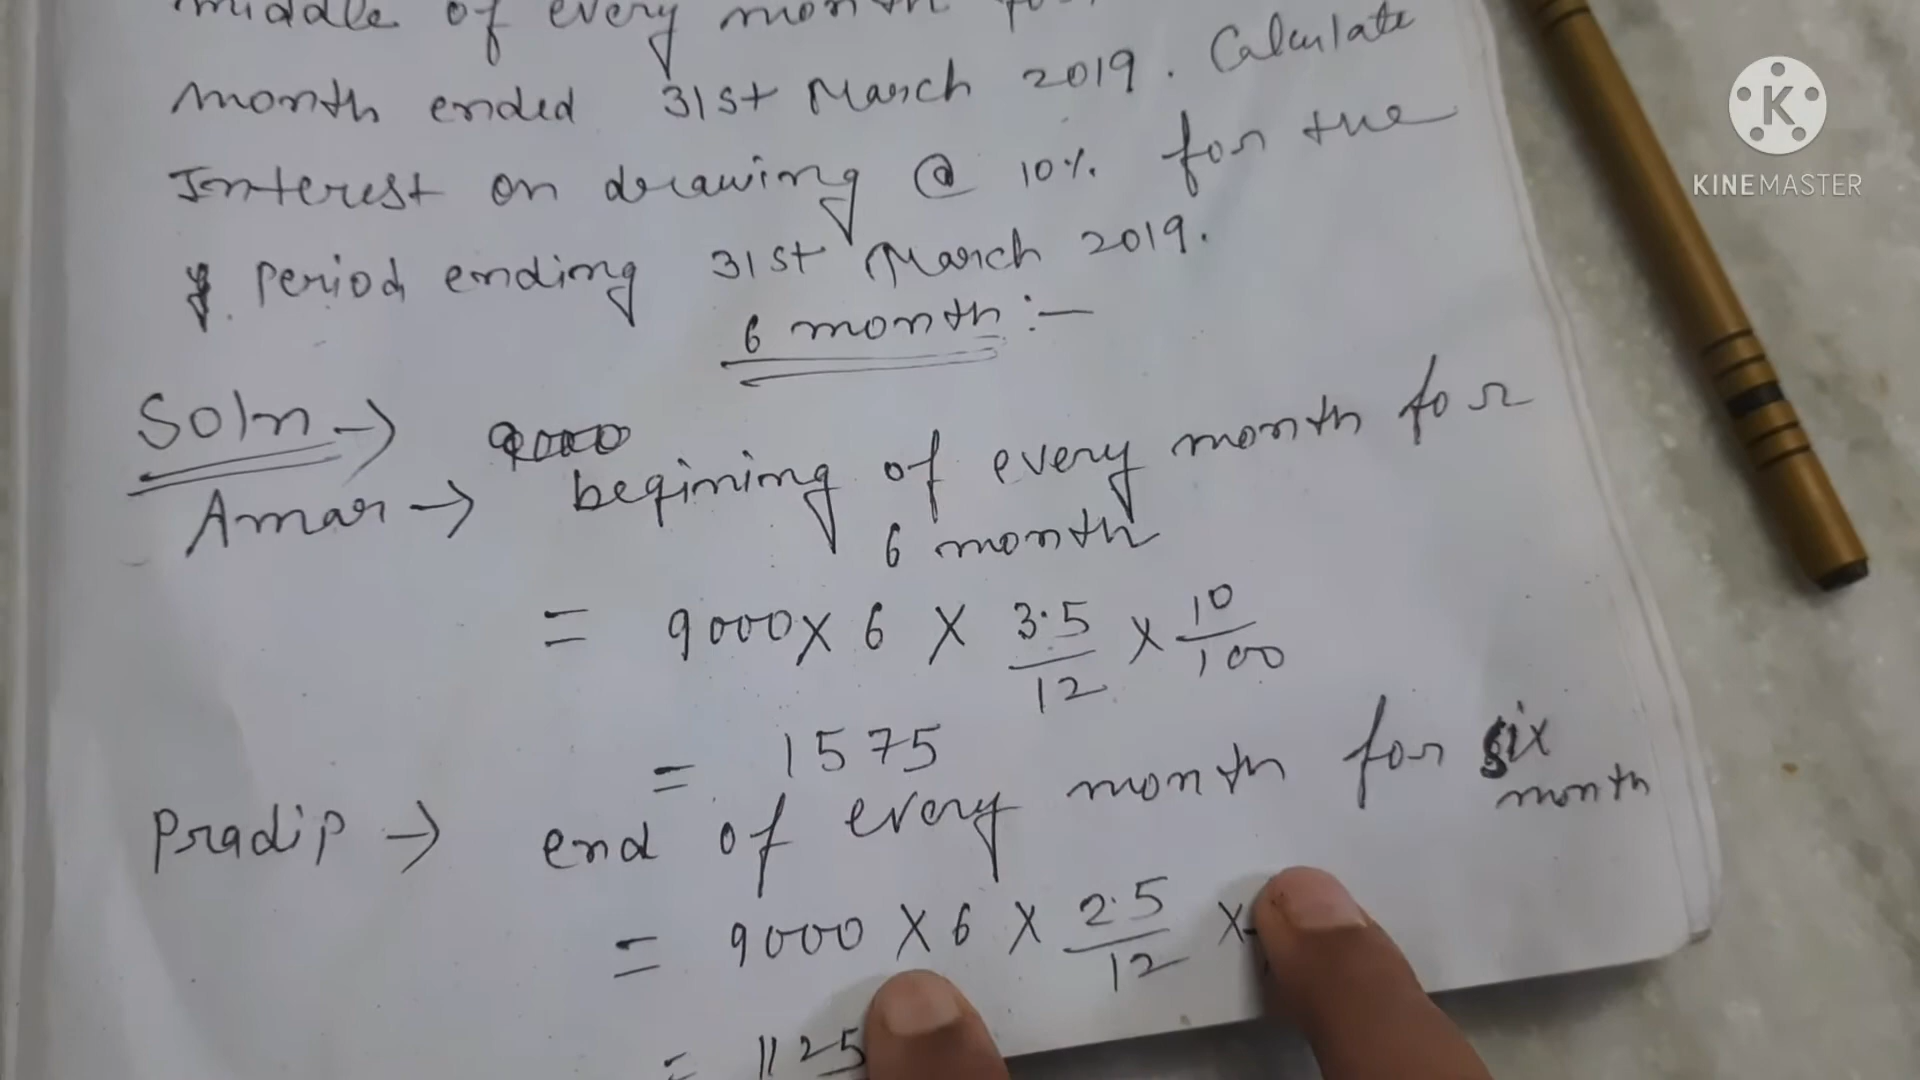 middle of every month
month ended 31st March 2019. Calculate
Interest on drawing @ 10% for the
period ending 31st March 2019.
6 month :-
Soln →
Amar → begining of every month for
6 month
= 9000 X 6 X 3.5/12 X 10/100
= 1575
Pradip → end of every month for six
month
= 9000 X 6 X 2.5/12 X
= 1125
K
KINEMASTER